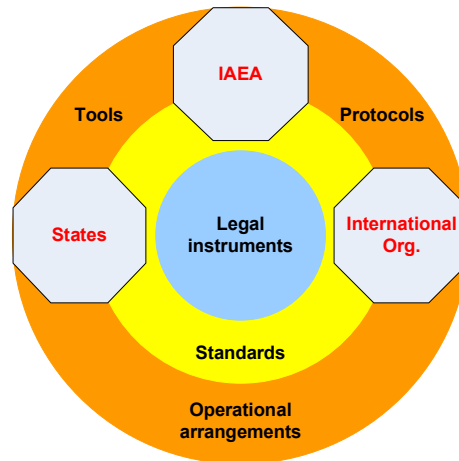 IAEA
Tools
Protocols
States
Legal
instruments
International
Org.
Standards
Operational
arrangements